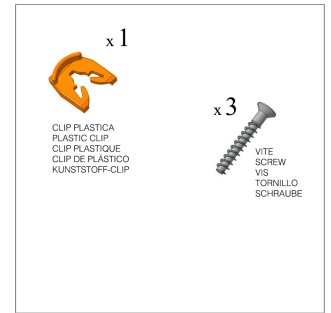 x 1
CLIP PLASTICA
PLASTIC CLIP
CLIP PLASTIQUE
CLIP DE PLÁSTICO
KUNSTSTOFF-CLIP
x 3
VITE
SCREW
VIS
TORNILLO
SCHRAUBE